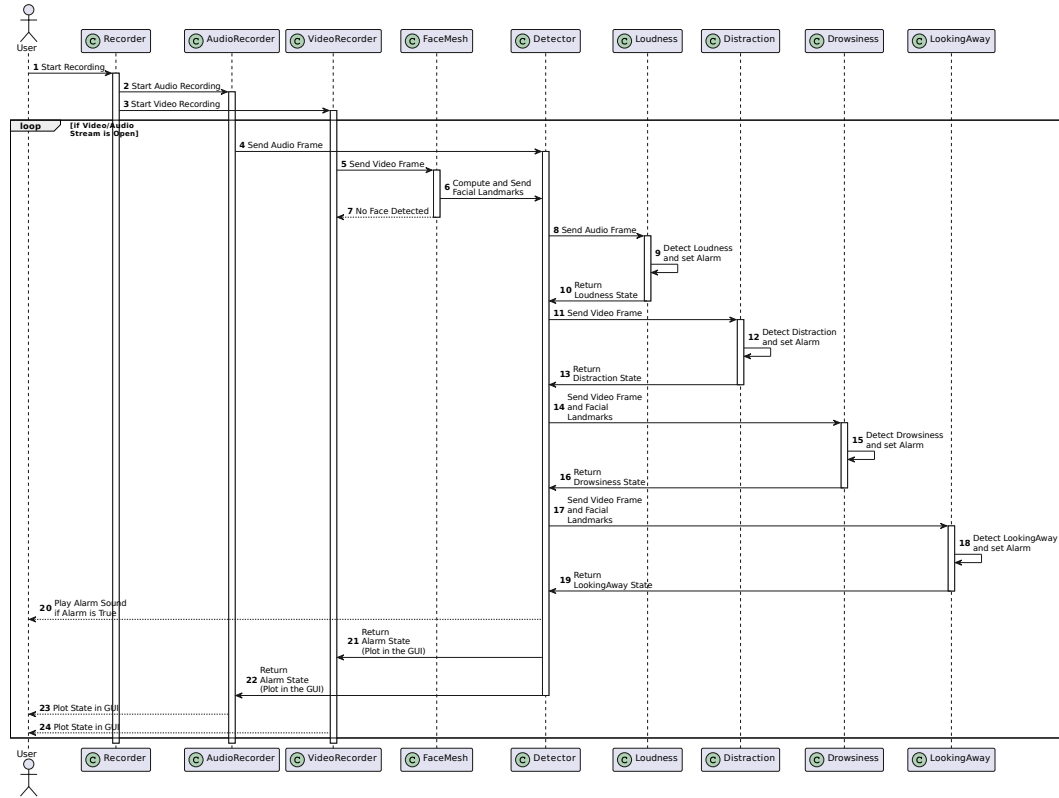 User
C Recorder
C AudioRecorder
C VideoRecorder
C FaceMesh
C Detector
C Loudness
C Distraction
C Drowsiness
C LookingAway
1 Start Recording
2 Start Audio Recording
3 Start Video Recording
loop
[if Video/Audio
Stream is Open]
4 Send Audio Frame
5 Send Video Frame
6 Compute and Send
Facial Landmarks
7 No Face Detected
8 Send Audio Frame
9 Detect Loudness
and set Alarm
10 Return
Loudness State
11 Send Video Frame
12 Detect Distraction
and set Alarm
13 Return
Distraction State
Send Video Frame
14 and Facial
Landmarks
15 Detect Drowsiness
and set Alarm
16 Return
Drowsiness State
Send Video Frame
17 and Facial
Landmarks
18 Detect LookingAway
and set Alarm
19 Return
LookingAway State
20 Play Alarm Sound
if Alarm is True
Return
21 Alarm State
(Plot in the GUI)
Return
22 Alarm State
(Plot in the GUI)
23 Plot State in GUI
24 Plot State in GUI
User
C Recorder
C AudioRecorder
C VideoRecorder
C FaceMesh
C Detector
C Loudness
C Distraction
C Drowsiness
C LookingAway